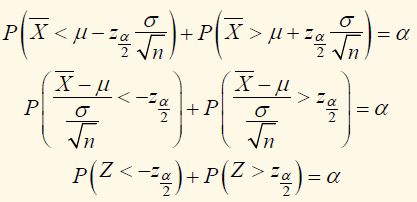 P(X̅ < μ − z_{α/2} σ/√n) + P(X̅ > μ + z_{α/2} σ/√n) = α
P((X̅ − μ)/(σ/√n) < −z_{α/2}) + P((X̅ − μ)/(σ/√n) > z_{α/2}) = α
P(Z < −z_{α/2}) + P(Z > z_{α/2}) = α